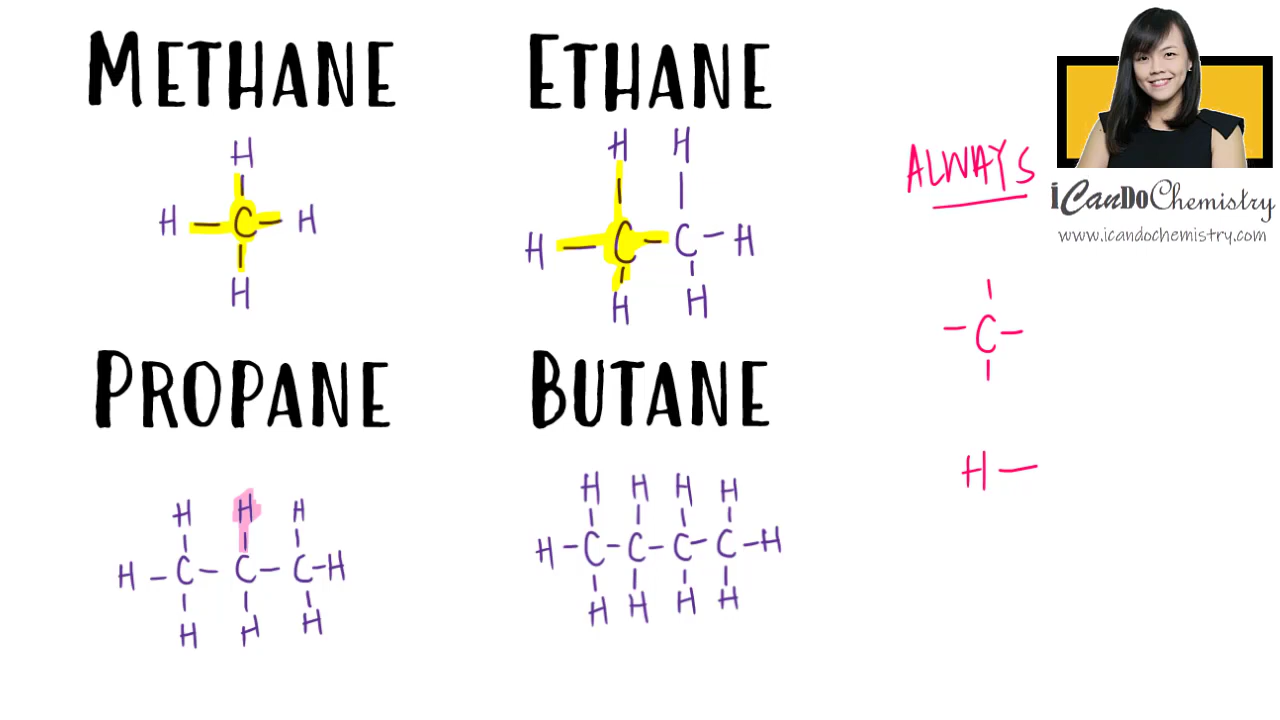 METHANE
H
H – C – H
H
ETHANE
H H
H – C – C – H
H H
PROPANE
H H H
H – C – C – C – H
H H H
BUTANE
H H H H
H – C – C – C – C – H
H H H H
ALWAYS
– C –
H –
iCanDoChemistry
www.icandochemistry.com